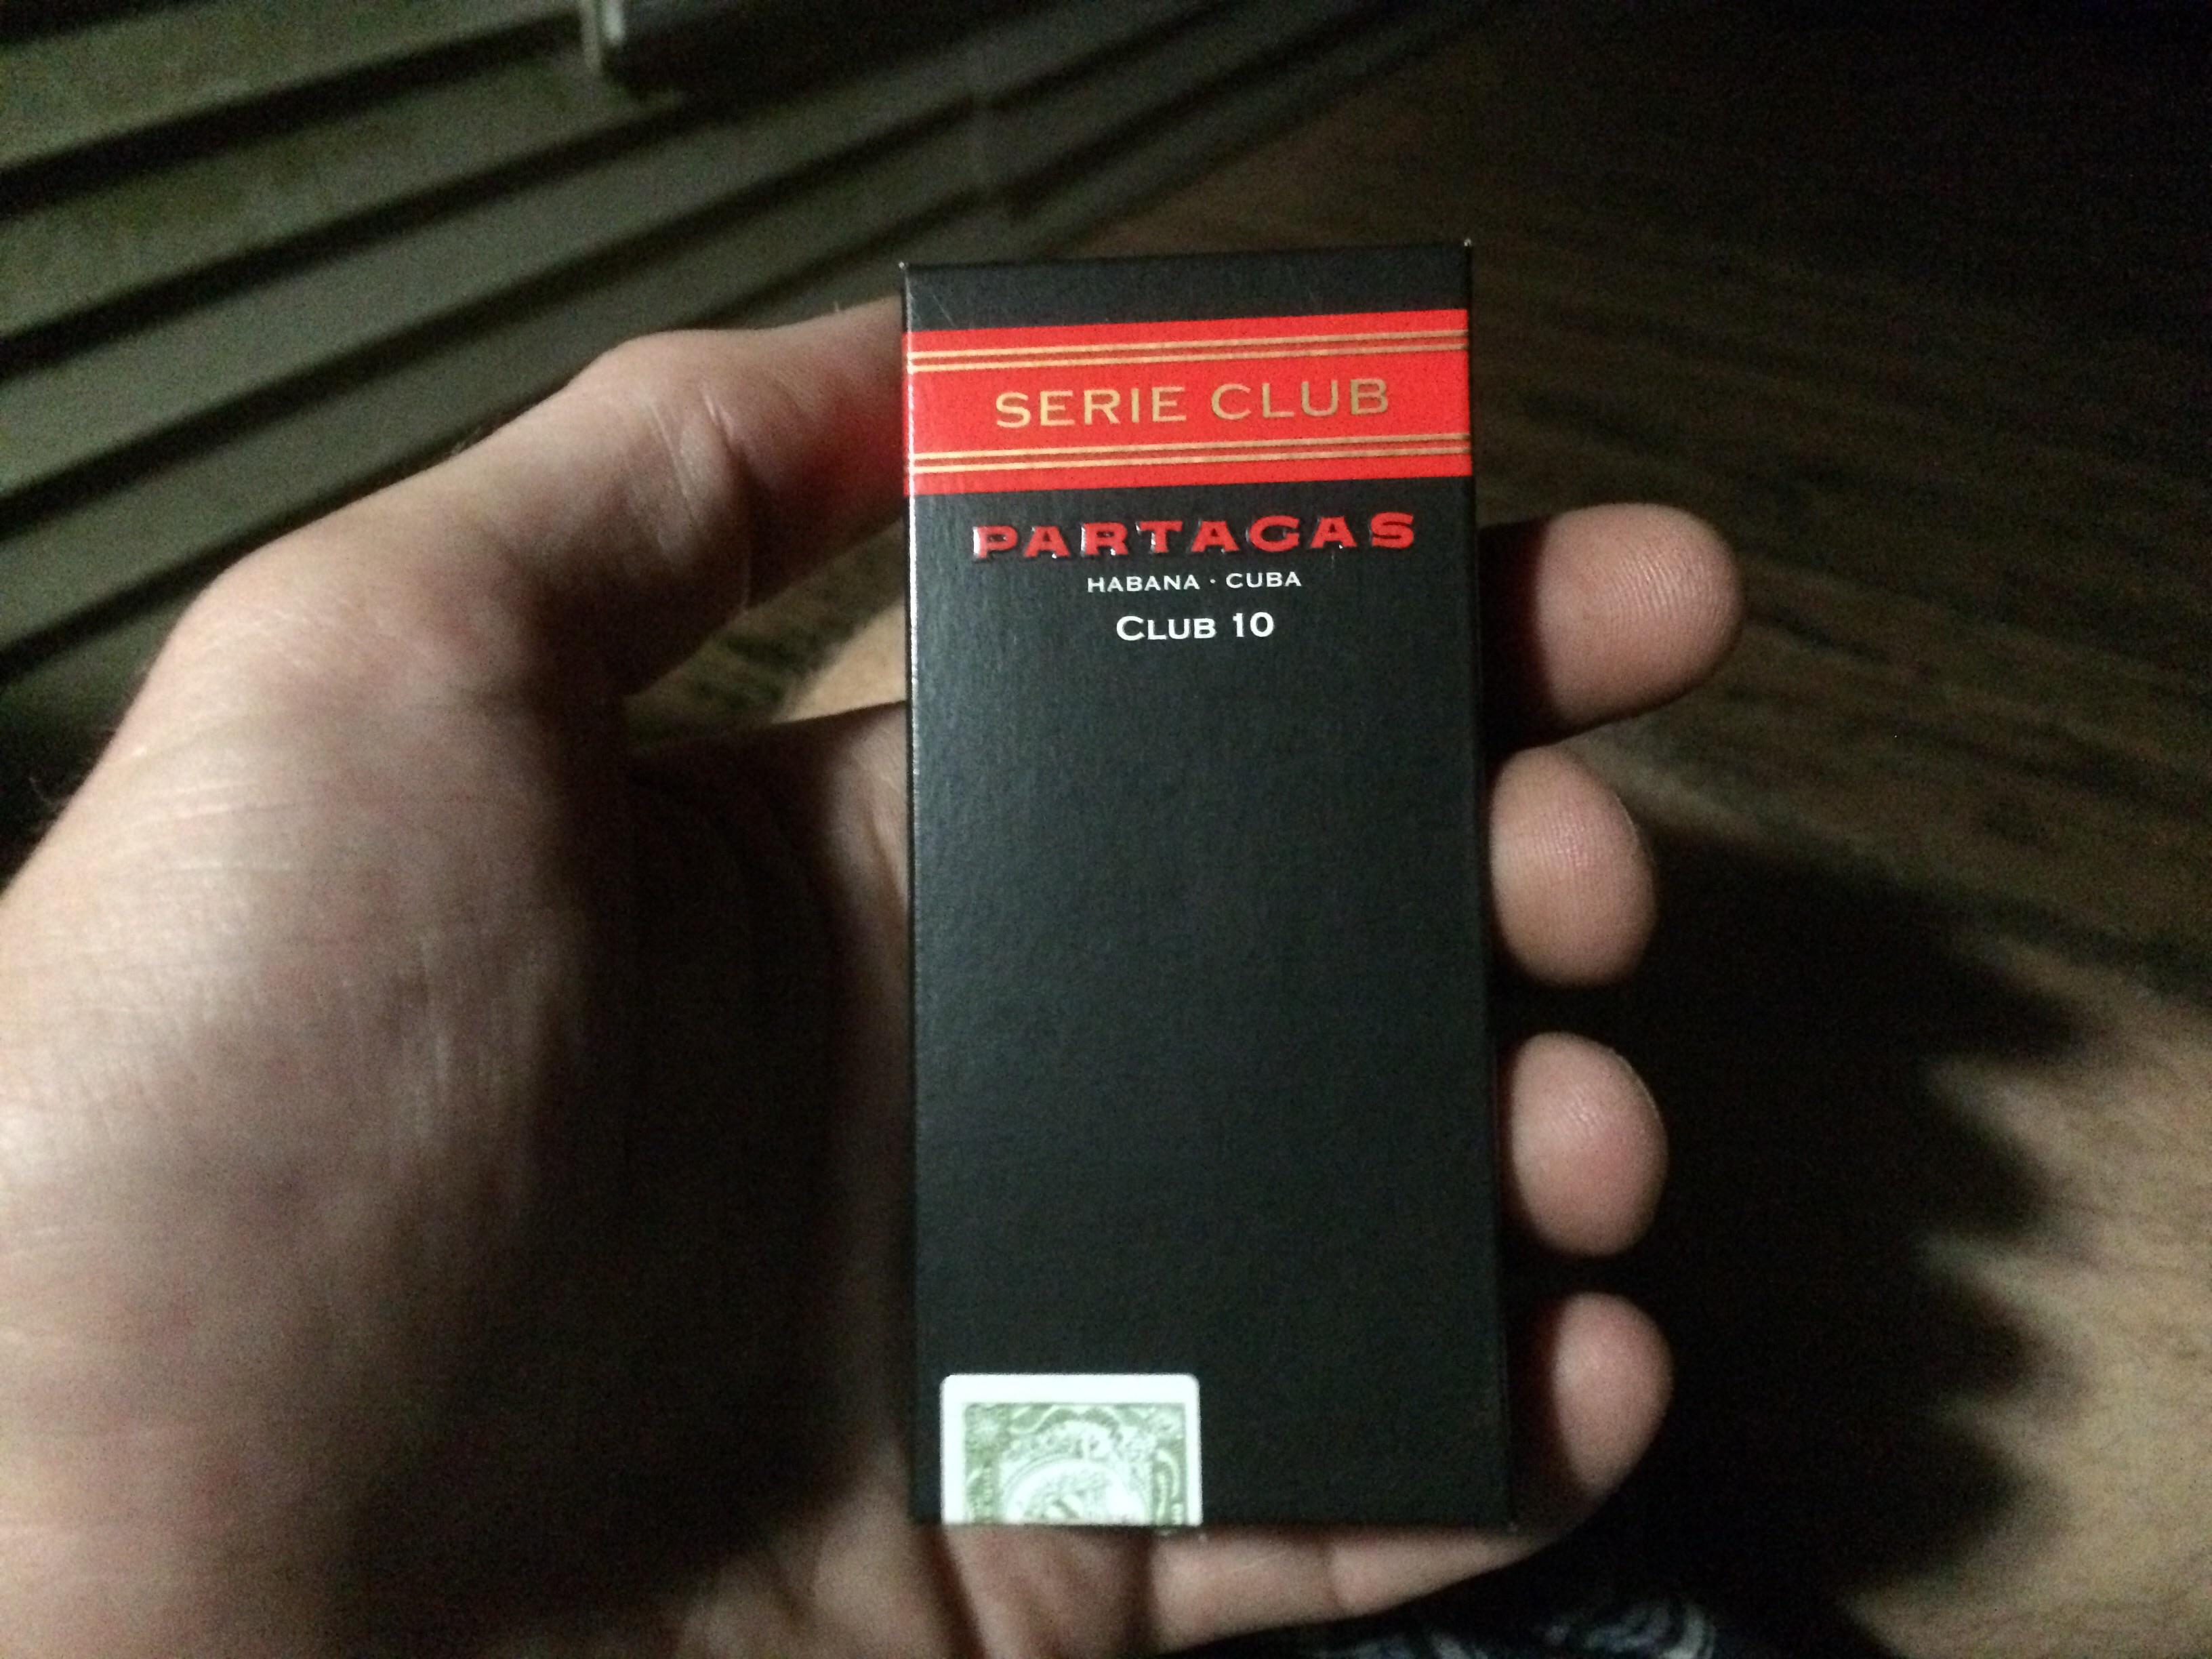 SERIE CLUB
PARTAGAS
HABANA · CUBA
CLUB 10